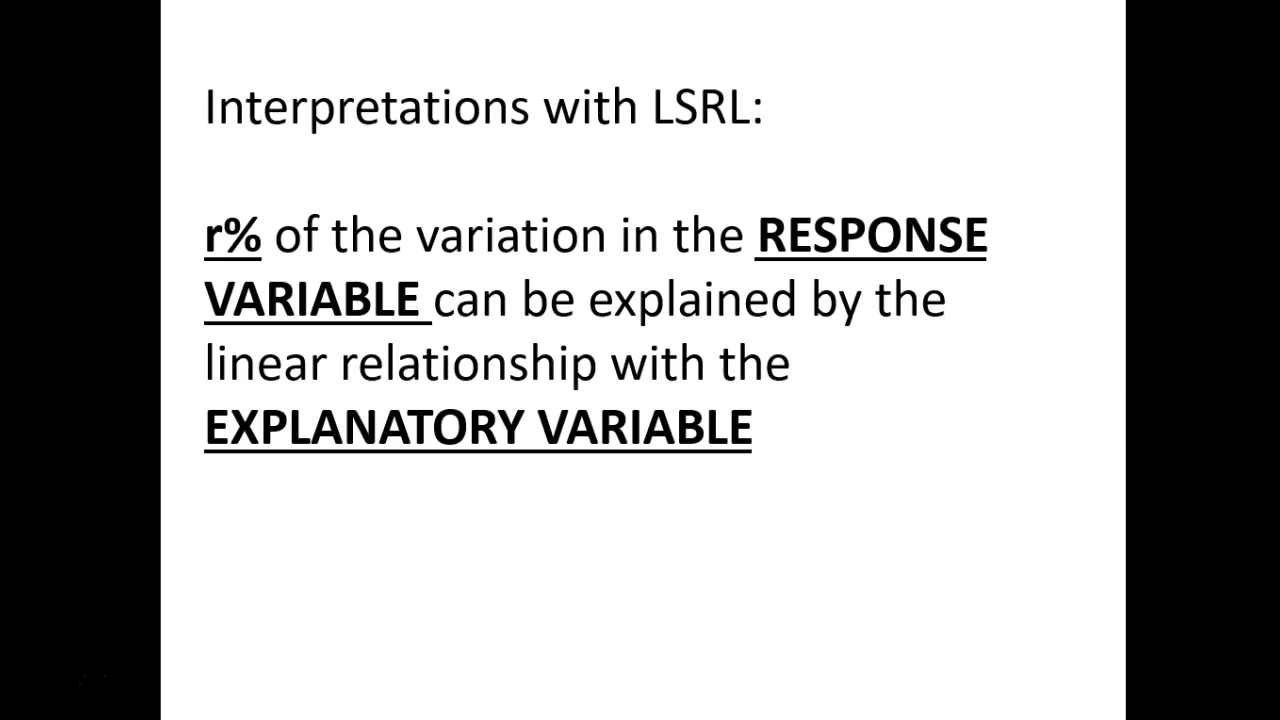 Interpretations with LSRL:
r% of the variation in the RESPONSE
VARIABLE can be explained by the
linear relationship with the
EXPLANATORY VARIABLE